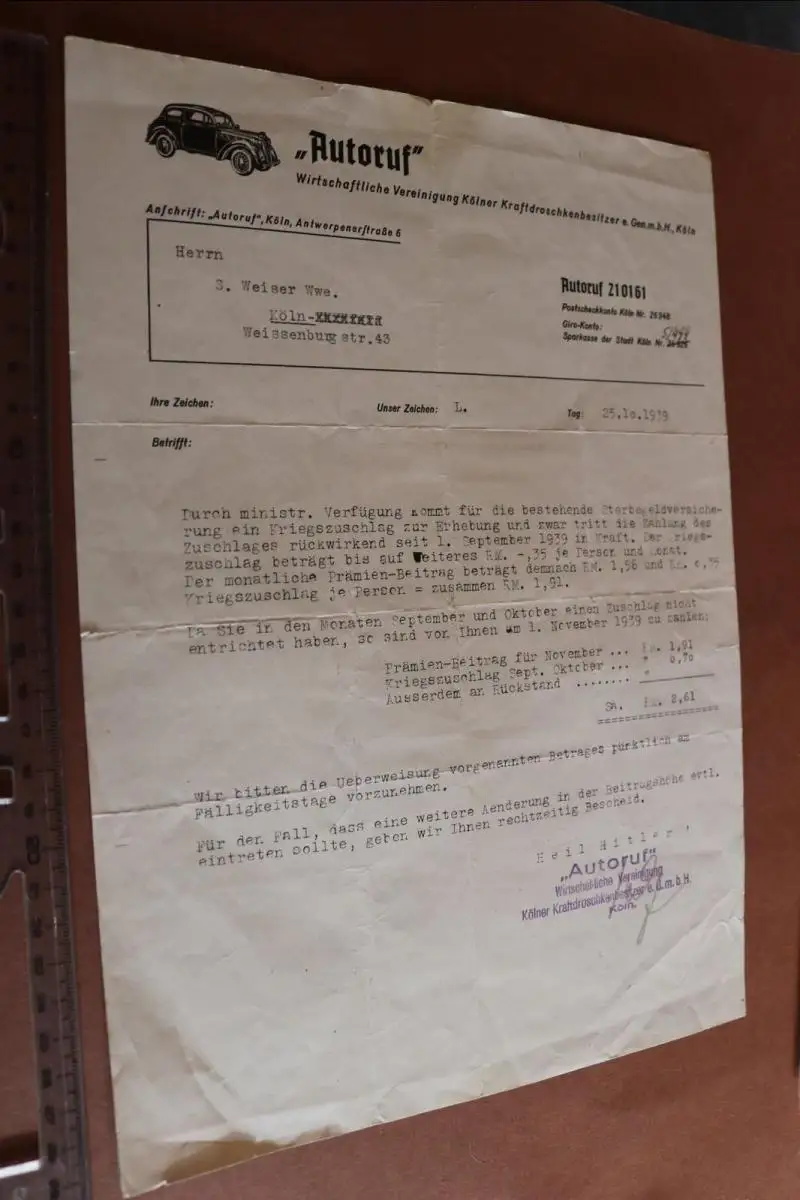 „Autoruf“
Wirtschaftliche Vereinigung Kölner Kraftdroschkenbesitzer e. Gen.m.b.H., Köln
Anschrift: „Autoruf“, Köln, Antwerpenerstraße 6
Herrn
S. Weiser Wwe.
Köln-
Weissenburgstr.43
Autoruf 210161
Postscheckkonto Köln Nr. 26948
Giro-Konto:
Sparkasse der Stadt Köln Nr.
Ihre Zeichen:
Unser Zeichen: L.
Tag: 25.10.1939
Betrifft:
Durch ministr. Verfügung kommt für die bestehende Sterbegeldversiche-
rung ein Kriegszuschlag zur Erhebung und zwar tritt die Zahlung des
Zuschlages rückwirkend seit 1. September 1939 in Kraft. Der Kriegs-
zuschlag beträgt bis auf Weiteres RM. -,35 je Person und Monat.
Der monatliche Prämien-Beitrag beträgt demnach RM. 1,56 und RM. -,35
Kriegszuschlag je Person = zusammen RM. 1,91.
Da Sie in den Monaten September und Oktober einen Zuschlag nicht
entrichtet haben, so sind von Ihnen am 1. November 1939 zu zahlen:
Prämien-Beitrag für November ... RM. 1,91
Kriegszuschlag Sept. Oktober ... " 0,70
Ausserdem an Rückstand ........ "
SA. RM. 2,61
Wir bitten die Ueberweisung vorgenannten Betrages pünktlich am
Fälligkeitstage vorzunehmen.
Für den Fall, dass eine weitere Aenderung in der Beitragshöhe evtl.
eintreten sollte, geben wir Ihnen rechtzeitig Bescheid.
Heil Hitler!
„Autoruf“
Wirtschaftliche Vereinigung
Kölner Kraftdroschkenbesitzer e.G.m.b.H.
Köln.